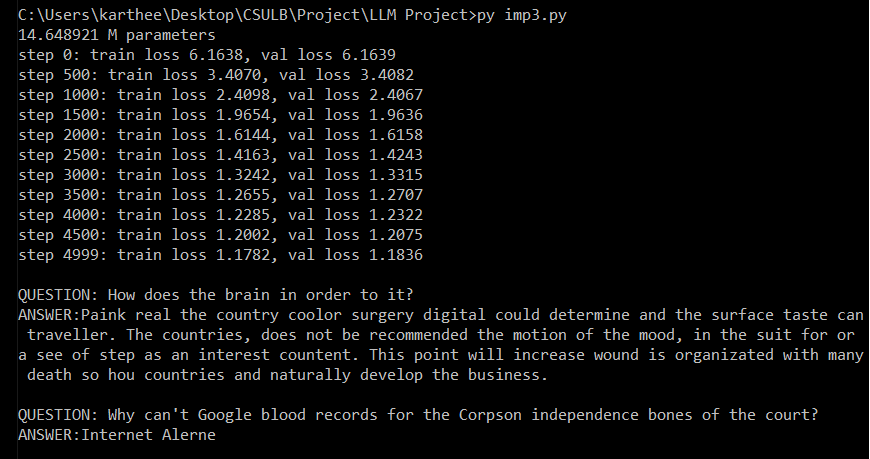 C:\Users\karthee\Desktop\CSULB\Project\LLM Project>py imp3.py
14.648921 M parameters
step 0: train loss 6.1638, val loss 6.1639
step 500: train loss 3.4070, val loss 3.4082
step 1000: train loss 2.4098, val loss 2.4067
step 1500: train loss 1.9654, val loss 1.9636
step 2000: train loss 1.6144, val loss 1.6158
step 2500: train loss 1.4163, val loss 1.4243
step 3000: train loss 1.3242, val loss 1.3315
step 3500: train loss 1.2655, val loss 1.2707
step 4000: train loss 1.2285, val loss 1.2322
step 4500: train loss 1.2002, val loss 1.2075
step 4999: train loss 1.1782, val loss 1.1836
QUESTION: How does the brain in order to it?
ANSWER:Paink real the country coolor surgery digital could determine and the surface taste can
traveller. The countries, does not be recommended the motion of the mood, in the suit for or
a see of step as an interest countent. This point will increase wound is organizated with many
death so hou countries and naturally develop the business.
QUESTION: Why can't Google blood records for the Corpson independence bones of the court?
ANSWER:Internet Alerne